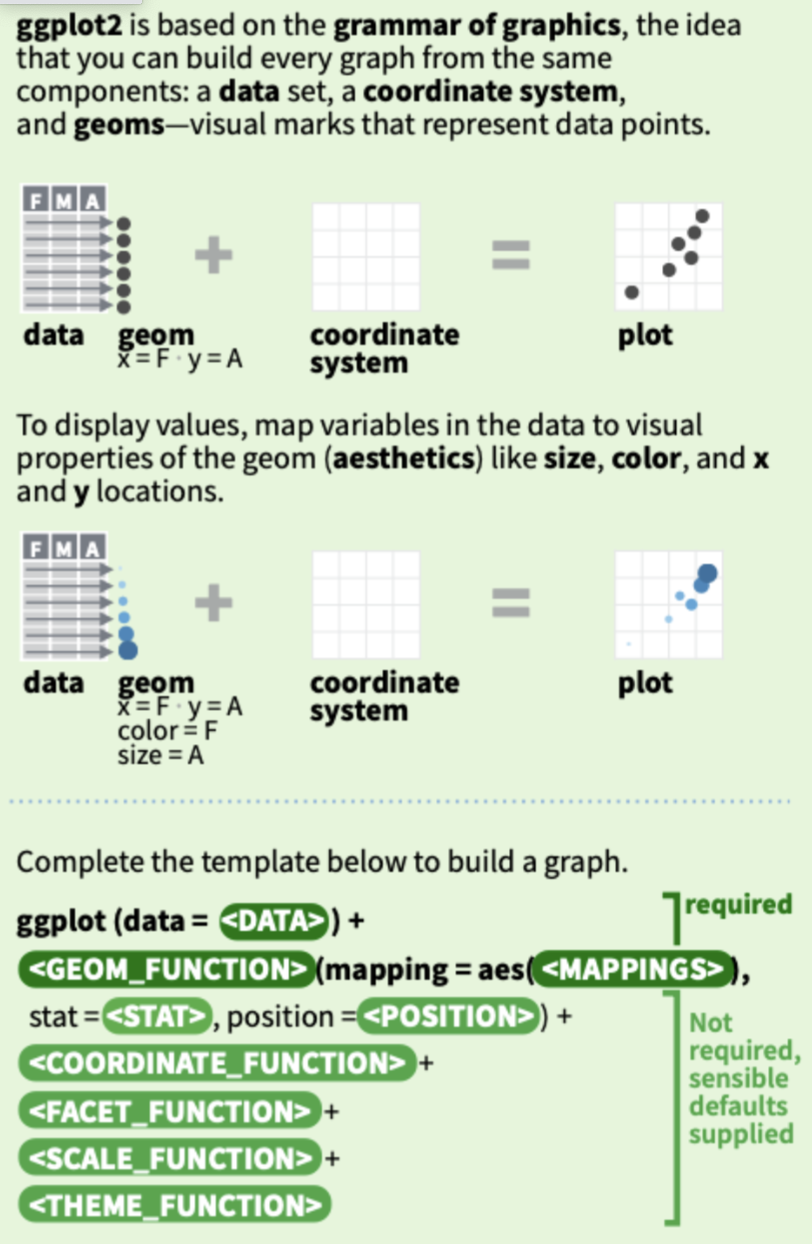 ggplot2 is based on the grammar of graphics, the idea
that you can build every graph from the same
components: a data set, a coordinate system,
and geoms—visual marks that represent data points.
F M A
data geom coordinate plot
x = F · y = A system
To display values, map variables in the data to visual
properties of the geom (aesthetics) like size, color, and x
and y locations.
F M A
data geom coordinate plot
x = F · y = A system
color = F
size = A
Complete the template below to build a graph.
required
ggplot (data = <DATA>) +
<GEOM_FUNCTION>(mapping = aes(<MAPPINGS>),
stat = <STAT>, position = <POSITION>) +
<COORDINATE_FUNCTION> +
<FACET_FUNCTION> +
<SCALE_FUNCTION> +
<THEME_FUNCTION>
Not
required,
sensible
defaults
supplied